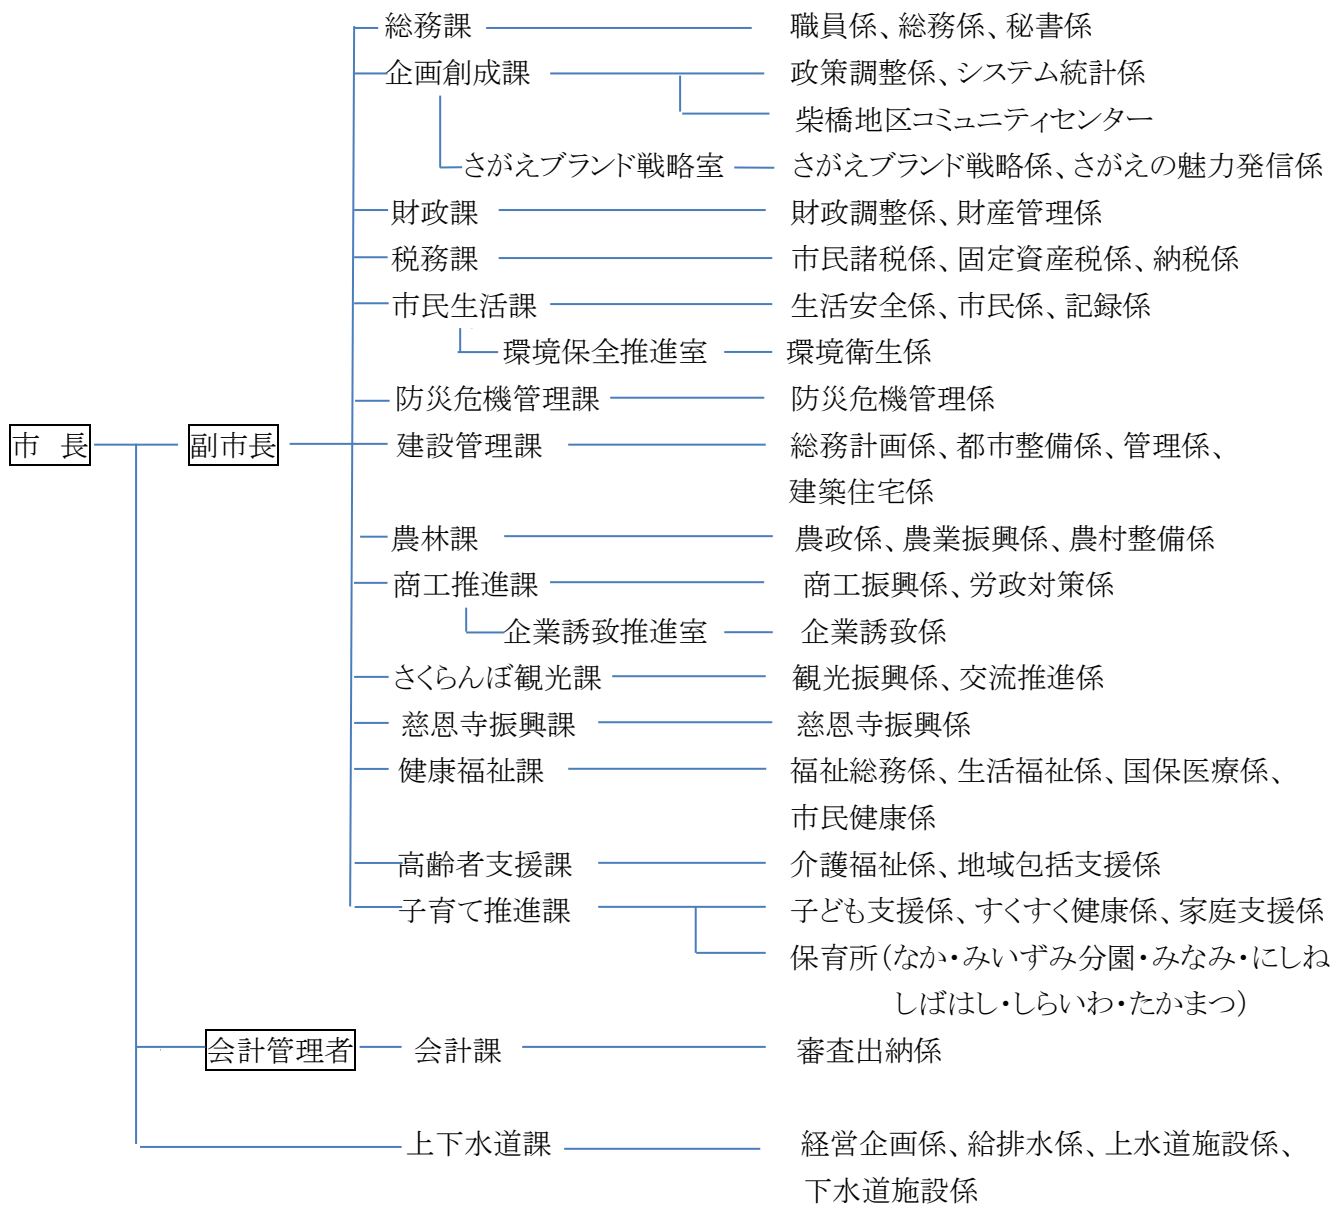 総務課 職員係、総務係、秘書係
企画創成課 政策調整係、システム統計係
柴橋地区コミュニティセンター
さがえブランド戦略室 さがえブランド戦略係、さがえの魅力発信係
財政課 財政調整係、財産管理係
税務課 市民諸税係、固定資産税係、納税係
市民生活課 生活安全係、市民係、記録係
環境保全推進室 環境衛生係
防災危機管理課 防災危機管理係
市　長 副市長 建設管理課 総務計画係、都市整備係、管理係、
建築住宅係
農林課 農政係、農業振興係、農村整備係
商工推進課 商工振興係、労政対策係
企業誘致推進室 企業誘致係
さくらんぼ観光課 観光振興係、交流推進係
慈恩寺振興課 慈恩寺振興係
健康福祉課 福祉総務係、生活福祉係、国保医療係、
市民健康係
高齢者支援課 介護福祉係、地域包括支援係
子育て推進課 子ども支援係、すくすく健康係、家庭支援係
保育所(なか・みいずみ分園・みなみ・にしね
しばはし・しらいわ・たかまつ)
会計管理者 会計課 審査出納係
上下水道課 経営企画係、給排水係、上水道施設係、
下水道施設係